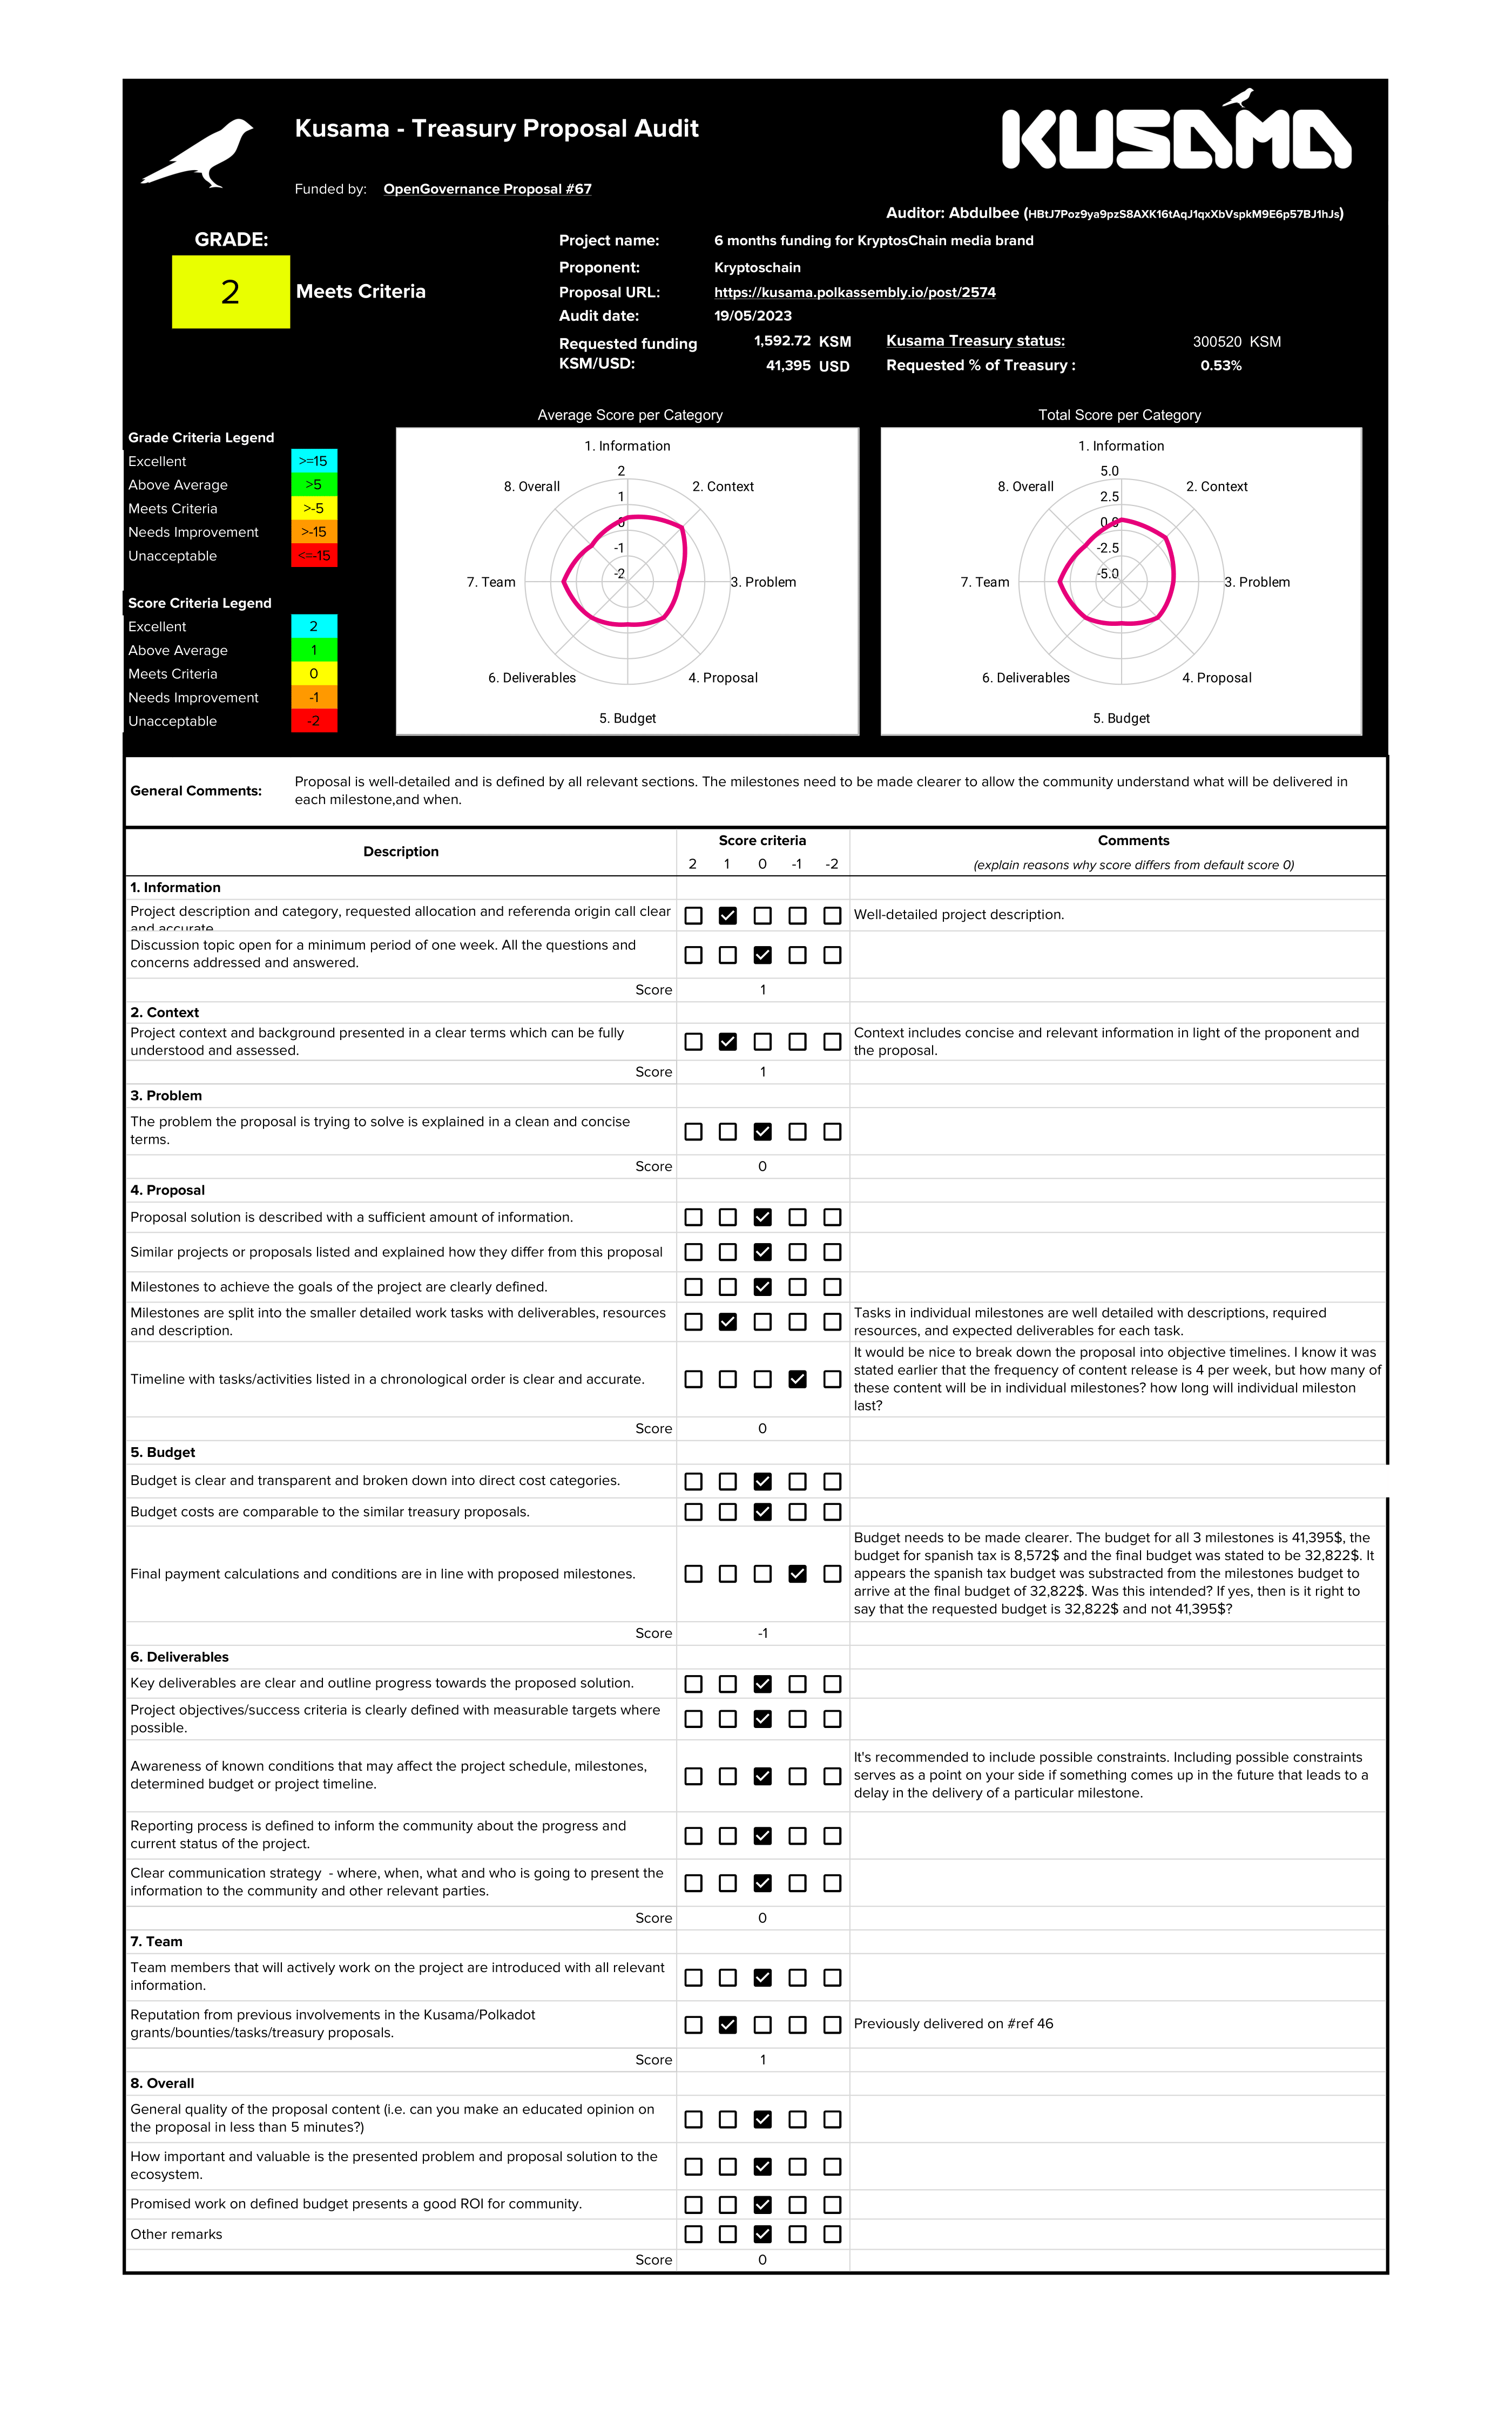 Kusama - Treasury Proposal Audit
KUSAMA
Funded by: OpenGovernance Proposal #67
Auditor: Abdulbee (HBtJ7Poz9ya9pzS8AXK16tAqJ1qxXbVspkM9E6p57BJ1hJs)
GRADE:
2
Meets Criteria
Project name: 6 months funding for KryptosChain media brand
Proponent: Kryptoschain
Proposal URL: https://kusama.polkassembly.io/post/2574
Audit date: 19/05/2023
Requested funding 1,592.72 KSM
KSM/USD: 41,395 USD
Kusama Treasury status: 300520 KSM
Requested % of Treasury : 0.53%
Grade Criteria Legend
Excellent >=15
Above Average >5
Meets Criteria >-5
Needs Improvement >-15
Unacceptable <=-15
Score Criteria Legend
Excellent 2
Above Average 1
Meets Criteria 0
Needs Improvement -1
Unacceptable -2
Average Score per Category
1. Information
2
8. Overall
2. Context
1
0
-1
-2
7. Team
3. Problem
6. Deliverables
4. Proposal
5. Budget
Total Score per Category
1. Information
5.0
8. Overall
2. Context
2.5
0.0
-2.5
-5.0
7. Team
3. Problem
6. Deliverables
4. Proposal
5. Budget
General Comments:
Proposal is well-detailed and is defined by all relevant sections. The milestones need to be made clearer to allow the community understand what will be delivered in
each milestone,and when.
Description
Score criteria
2 1 0 -1 -2
Comments
(explain reasons why score differs from default score 0)
1. Information
Project description and category, requested allocation and referenda origin call clear
and accurate
Well-detailed project description.
Discussion topic open for a minimum period of one week. All the questions and
concerns addressed and answered.
Score 1
2. Context
Project context and background presented in a clear terms which can be fully
understood and assessed.
Context includes concise and relevant information in light of the proponent and
the proposal.
Score 1
3. Problem
The problem the proposal is trying to solve is explained in a clean and concise
terms.
Score 0
4. Proposal
Proposal solution is described with a sufficient amount of information.
Similar projects or proposals listed and explained how they differ from this proposal
Milestones to achieve the goals of the project are clearly defined.
Milestones are split into the smaller detailed work tasks with deliverables, resources
and description.
Tasks in individual milestones are well detailed with descriptions, required
resources, and expected deliverables for each task.
Timeline with tasks/activities listed in a chronological order is clear and accurate.
It would be nice to break down the proposal into objective timelines. I know it was
stated earlier that the frequency of content release is 4 per week, but how many of
these content will be in individual milestones? how long will individual mileston
last?
Score 0
5. Budget
Budget is clear and transparent and broken down into direct cost categories.
Budget costs are comparable to the similar treasury proposals.
Final payment calculations and conditions are in line with proposed milestones.
Budget needs to be made clearer. The budget for all 3 milestones is 41,395$, the
budget for spanish tax is 8,572$ and the final budget was stated to be 32,822$. It
appears the spanish tax budget was substracted from the milestones budget to
arrive at the final budget of 32,822$. Was this intended? If yes, then is it right to
say that the requested budget is 32,822$ and not 41,395$?
Score -1
6. Deliverables
Key deliverables are clear and outline progress towards the proposed solution.
Project objectives/success criteria is clearly defined with measurable targets where
possible.
Awareness of known conditions that may affect the project schedule, milestones,
determined budget or project timeline.
It's recommended to include possible constraints. Including possible constraints
serves as a point on your side if something comes up in the future that leads to a
delay in the delivery of a particular milestone.
Reporting process is defined to inform the community about the progress and
current status of the project.
Clear communication strategy - where, when, what and who is going to present the
information to the community and other relevant parties.
Score 0
7. Team
Team members that will actively work on the project are introduced with all relevant
information.
Reputation from previous involvements in the Kusama/Polkadot
grants/bounties/tasks/treasury proposals.
Previously delivered on #ref 46
Score 1
8. Overall
General quality of the proposal content (i.e. can you make an educated opinion on
the proposal in less than 5 minutes?)
How important and valuable is the presented problem and proposal solution to the
ecosystem.
Promised work on defined budget presents a good ROI for community.
Other remarks
Score 0